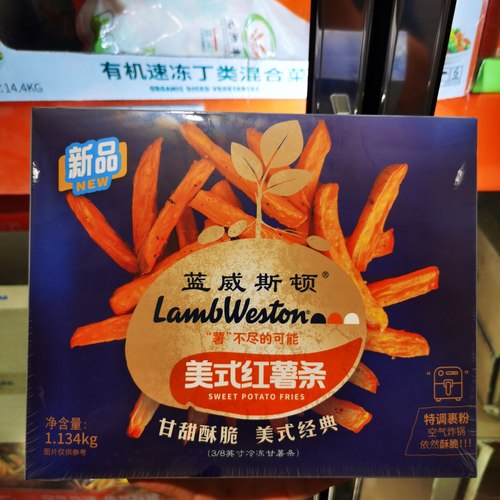 :14.4KG
有机速冻丁类混合菜
ORGANIC DICED VEGETABLES
新品
NEW
蓝威斯顿®
LambWeston
"薯"不尽的可能
美式红薯条
SWEET POTATO FRIES
甘甜酥脆 美式经典
(3/8英寸冷冻甘薯条)
净含量:
1.134kg
图片仅供参考
特调裹粉
空气炸锅
依然酥脆!!!